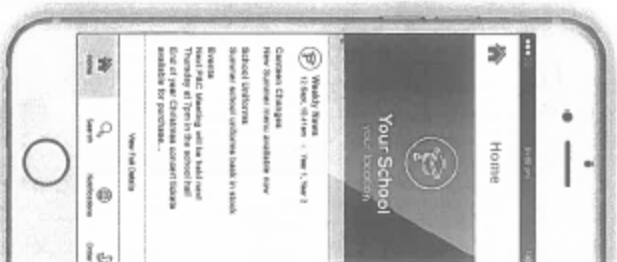 Home
Your School
your location
Weekly News
12 Sept, 10:41am - Year 1, Year 2
Canteen Changes
New Summer menu available now
School Uniforms
Summer school uniforms back in stock
Events
Next P&C Meeting will be held next
Thursday at 7pm in the school hall
End of year Christmas concert tickets
available for purchase...
View Full Details
Home
Search
Notifications